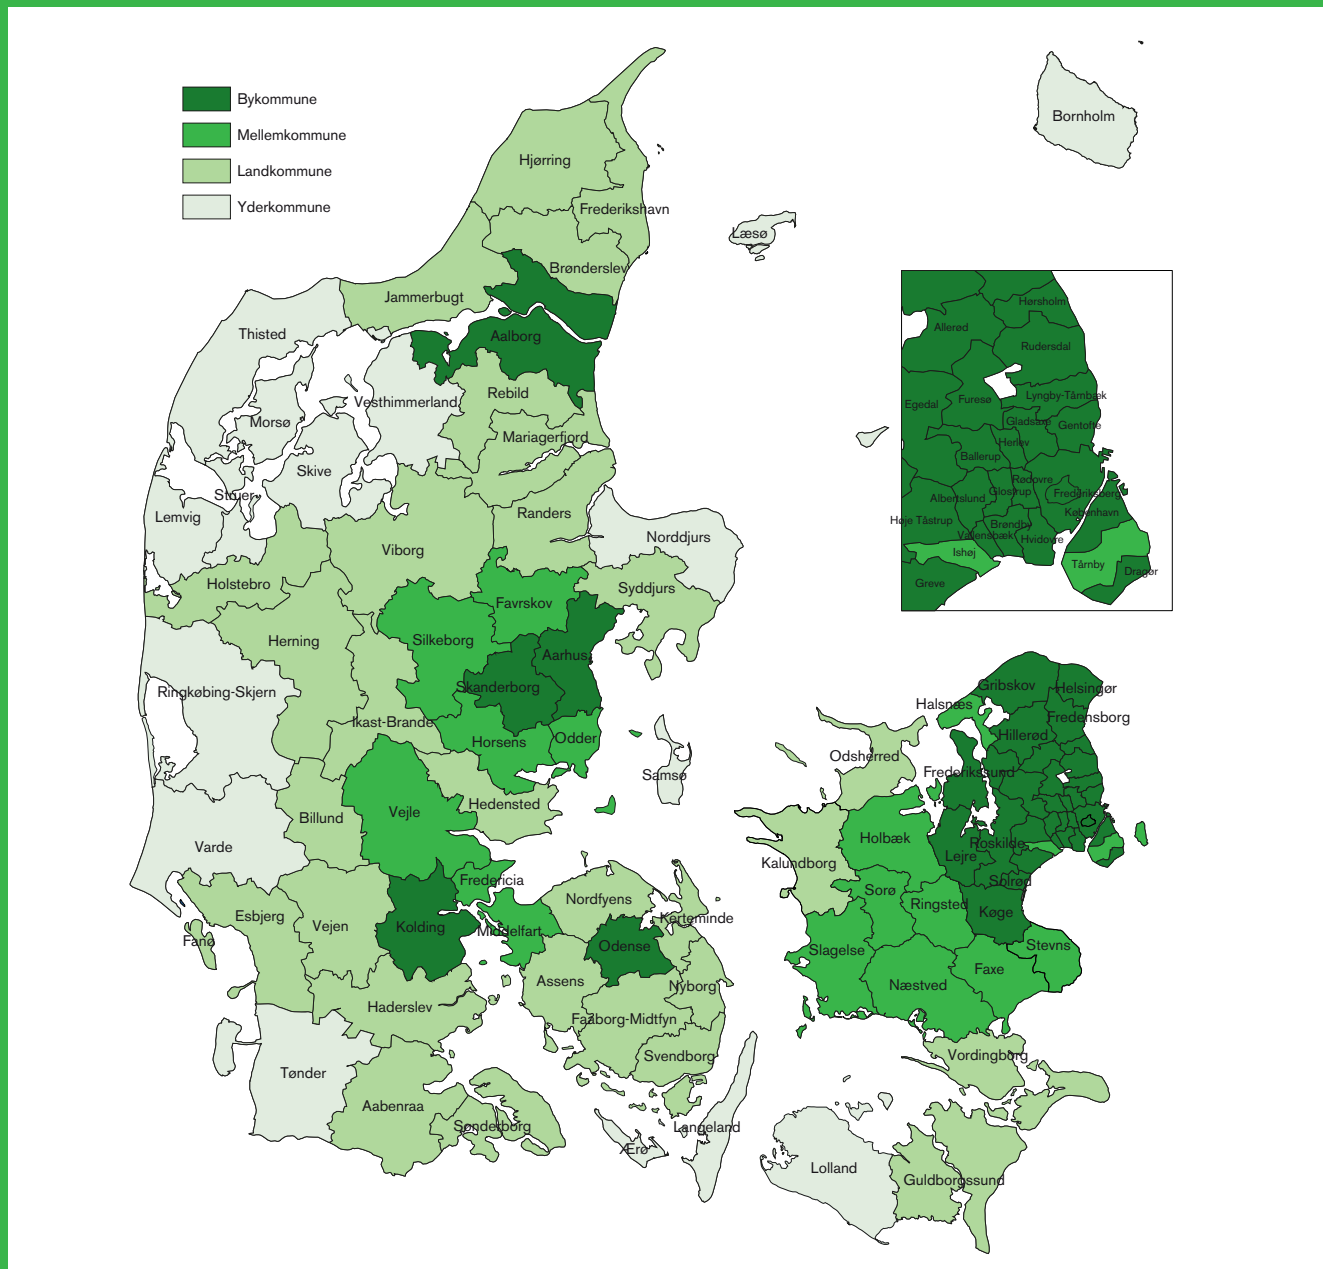 Bykommune
Mellemkommune
Landkommune
Yderkommune
Bornholm
Hjørring
Frederikshavn
Læsø
Brønderslev
Jammerbugt
Thisted
Aalborg
Vesthimmerland
Rebild
Morsø
Mariagerfjord
Skive
Struer
Lemvig
Randers
Norddjurs
Viborg
Holstebro
Syddjurs
Favrskov
Herning
Silkeborg
Aarhus
Skanderborg
Ringkøbing-Skjern
Ikast-Brande
Horsens
Odder
Samsø
Hedensted
Billund
Vejle
Varde
Fredericia
Esbjerg
Vejen
Kolding
Fanø
Middelfart
Nordfyens
Kerteminde
Odense
Assens
Nyborg
Haderslev
Faaborg-Midtfyn
Svendborg
Tønder
Aabenraa
Sønderborg
Langeland
Ærø
Hørsholm
Allerød
Rudersdal
Egedal
Furesø
Lyngby-Tårnbæk
Gladsaxe
Gentofte
Herlev
Ballerup
Rødovre
Glostrup
Frederiksberg
Albertslund
København
Høje Tåstrup
Brøndby
Vallensbæk
Hvidovre
Ishøj
Tårnby
Dragør
Greve
Gribskov
Helsingør
Halsnæs
Fredensborg
Hillerød
Odsherred
Frederikssund
Holbæk
Roskilde
Lejre
Kalundborg
Solrød
Sorø
Ringsted
Køge
Slagelse
Stevns
Faxe
Næstved
Vordingborg
Lolland
Guldborgssund